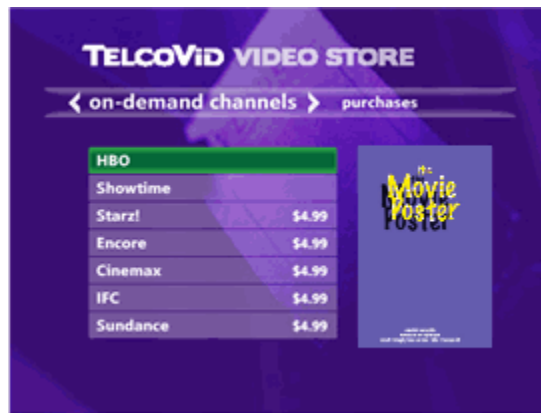 TELCOVID VIDEO STORE
on-demand channels purchases
HBO
Showtime
Starz! $4.99
Encore $4.99
Cinemax $4.99
IFC $4.99
Sundance $4.99
Movie
Poster